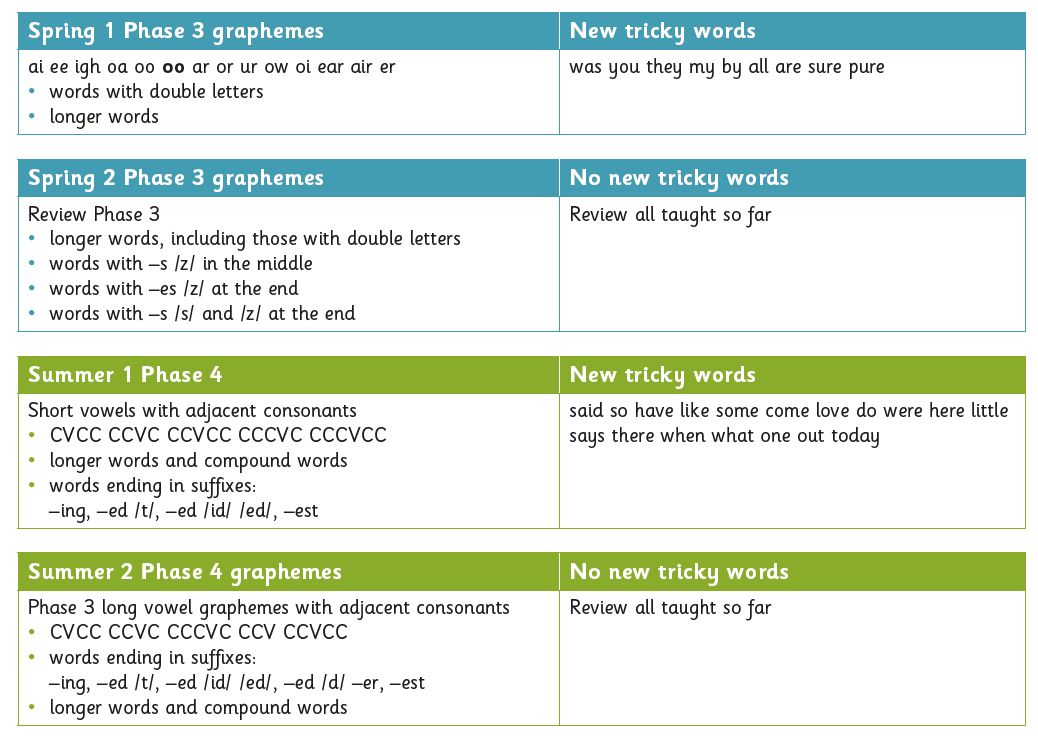 Spring 1 Phase 3 graphemes
New tricky words
ai ee igh oa oo oo ar or ur ow oi ear air er
• words with double letters
• longer words
was you they my by all are sure pure
Spring 2 Phase 3 graphemes
No new tricky words
Review Phase 3
• longer words, including those with double letters
• words with –s /z/ in the middle
• words with –es /z/ at the end
• words with –s /s/ and /z/ at the end
Review all taught so far
Summer 1 Phase 4
New tricky words
Short vowels with adjacent consonants
• CVCC CCVC CCVCC CCCVC CCCVCC
• longer words and compound words
• words ending in suffixes:
–ing, –ed /t/, –ed /id/ /ed/, –est
said so have like some come love do were here little
says there when what one out today
Summer 2 Phase 4 graphemes
No new tricky words
Phase 3 long vowel graphemes with adjacent consonants
• CVCC CCVC CCCVC CCV CCVCC
• words ending in suffixes:
–ing, –ed /t/, –ed /id/ /ed/, –ed /d/ –er, –est
• longer words and compound words
Review all taught so far